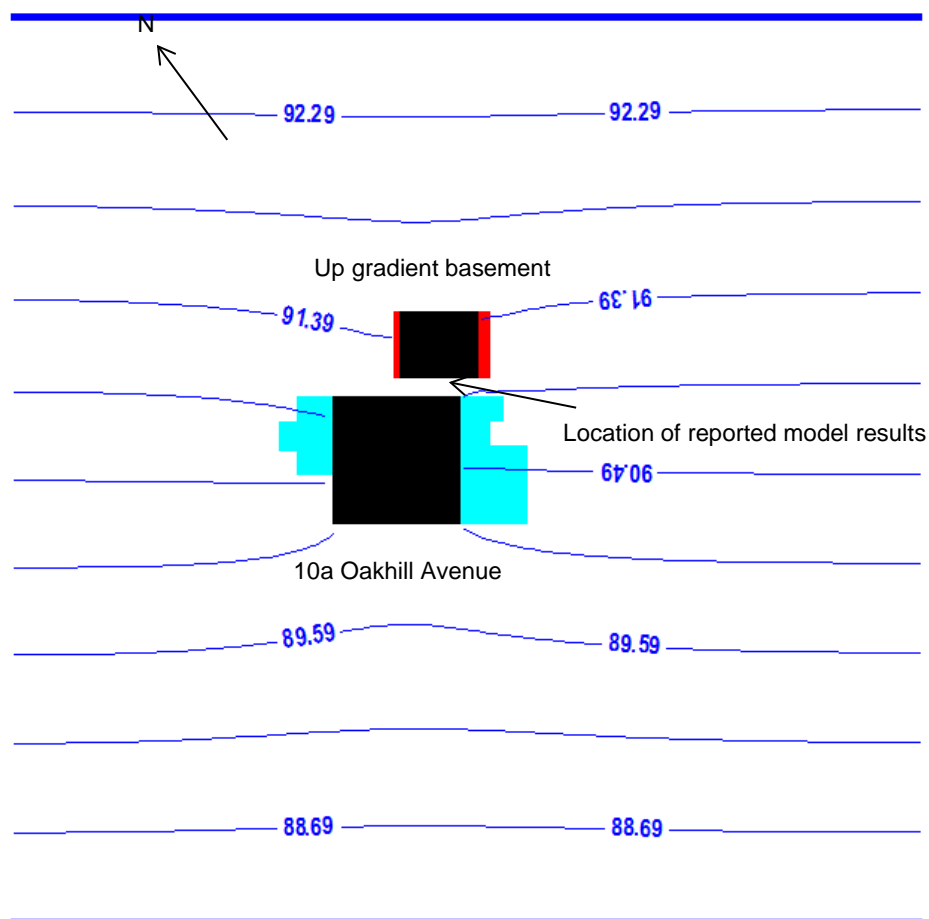 N
92.29 92.29
Up gradient basement
91.39 91.39
Location of reported model results
90.49
10a Oakhill Avenue
89.59 89.59
88.69 88.69